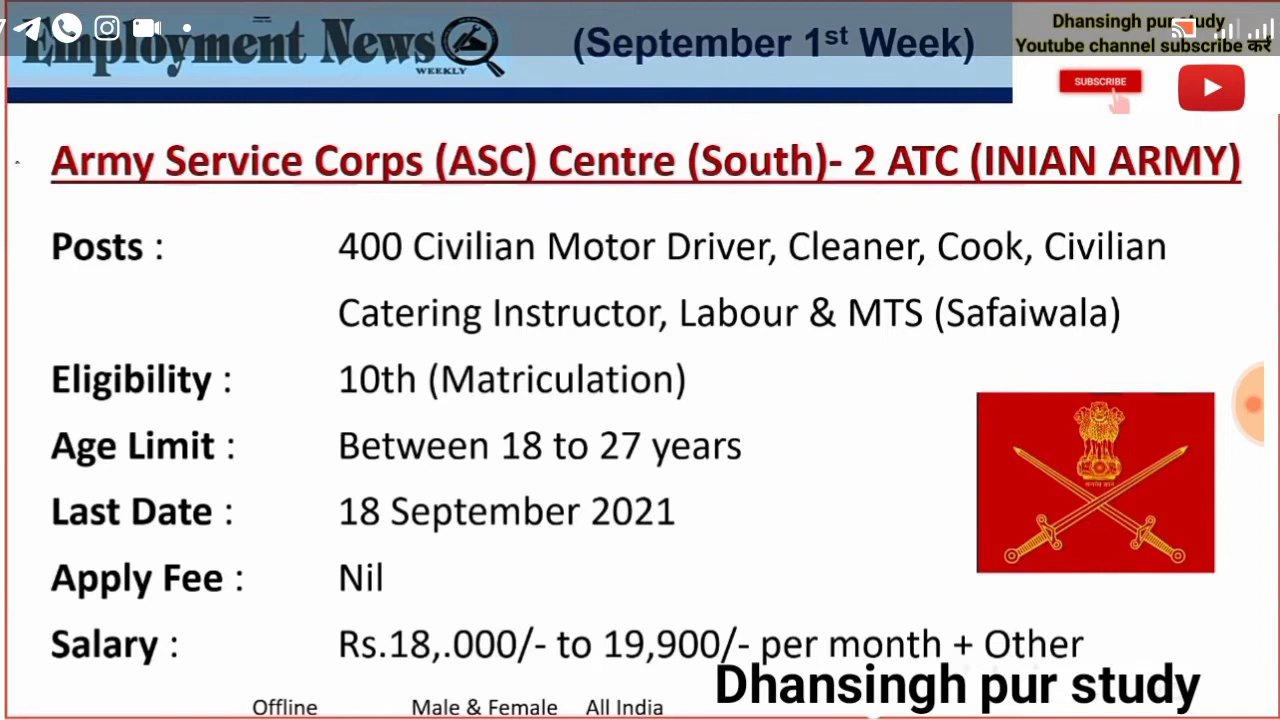 Employment News
WEEKLY
(September 1st Week)
Dhansingh pur study
Youtube channel subscribe करें
SUBSCRIBE
Army Service Corps (ASC) Centre (South)- 2 ATC (INIAN ARMY)
Posts : 400 Civilian Motor Driver, Cleaner, Cook, Civilian
Catering Instructor, Labour & MTS (Safaiwala)
Eligibility : 10th (Matriculation)
Age Limit : Between 18 to 27 years
Last Date : 18 September 2021
Apply Fee : Nil
Salary : Rs.18,.000/- to 19,900/- per month + Other
Dhansingh pur study
Offline Male & Female All India